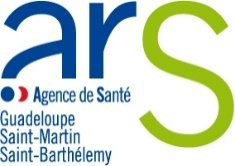 ars
Agence de Santé
Guadeloupe
Saint-Martin
Saint-Barthélemy